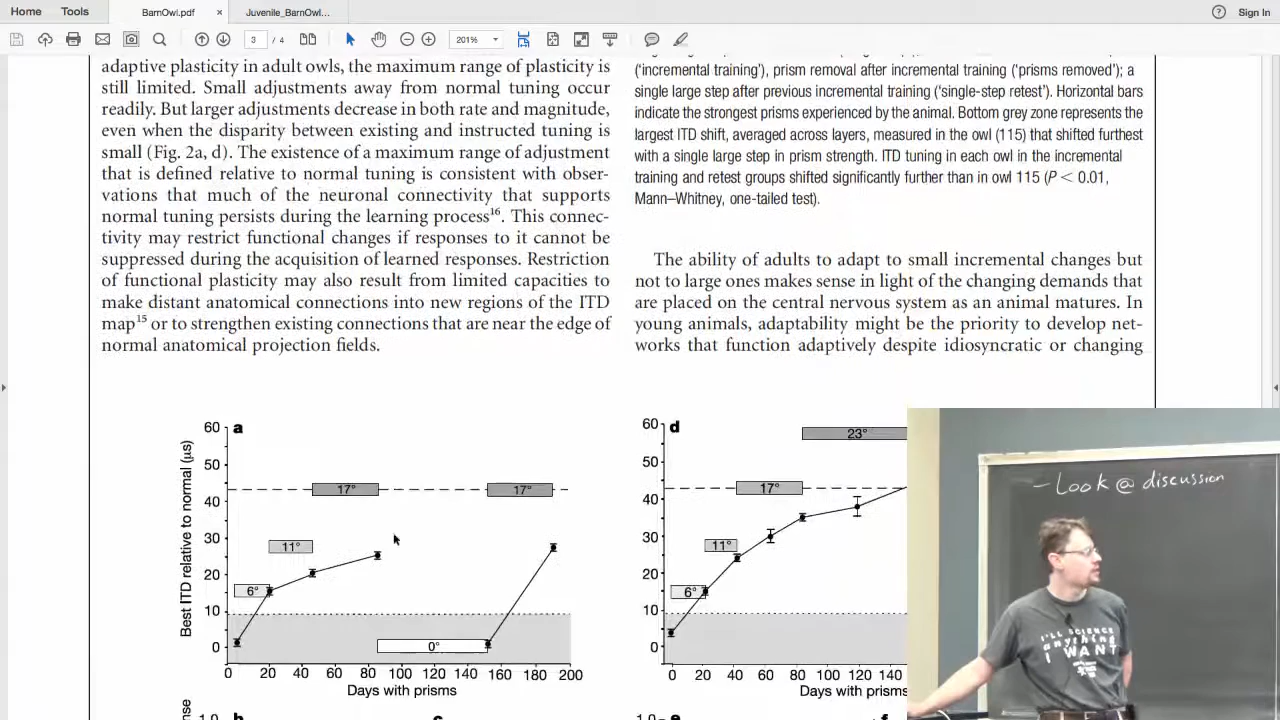 Home
Tools
BarnOwl.pdf ×
Juvenile_BarnOwl...
Sign In
3 / 4
201%
adaptive plasticity in adult owls, the maximum range of plasticity is
still limited. Small adjustments away from normal tuning occur
readily. But larger adjustments decrease in both rate and magnitude,
even when the disparity between existing and instructed tuning is
small (Fig. 2a, d). The existence of a maximum range of adjustment
that is defined relative to normal tuning is consistent with obser-
vations that much of the neuronal connectivity that supports
normal tuning persists during the learning process16. This connec-
tivity may restrict functional changes if responses to it cannot be
suppressed during the acquisition of learned responses. Restriction
of functional plasticity may also result from limited capacities to
make distant anatomical connections into new regions of the ITD
map15 or to strengthen existing connections that are near the edge of
normal anatomical projection fields.
('incremental training'), prism removal after incremental training ('prisms removed'); a
single large step after previous incremental training ('single-step retest'). Horizontal bars
indicate the strongest prisms experienced by the animal. Bottom grey zone represents the
largest ITD shift, averaged across layers, measured in the owl (115) that shifted furthest
with a single large step in prism strength. ITD tuning in each owl in the incremental
training and retest groups shifted significantly further than in owl 115 (P < 0.01,
Mann–Whitney, one-tailed test).
The ability of adults to adapt to small incremental changes but
not to large ones makes sense in light of the changing demands that
are placed on the central nervous system as an animal matures. In
young animals, adaptability might be the priority to develop net-
works that function adaptively despite idiosyncratic or changing
a
Best ITD relative to normal (µs)
60
50
40
30
20
10
0
6°
11°
17°
0°
17°
0 20 40 60 80 100 120 140 160 180 200
Days with prisms
d
60
50
40
30
20
10
0
6°
11°
17°
23°
0 20 40 60 80 100 120 140
Days with prisms
1.0
b
c
1.0
e
f
- Look @ discussion
I'LL SCIENCE
anything
I WANT